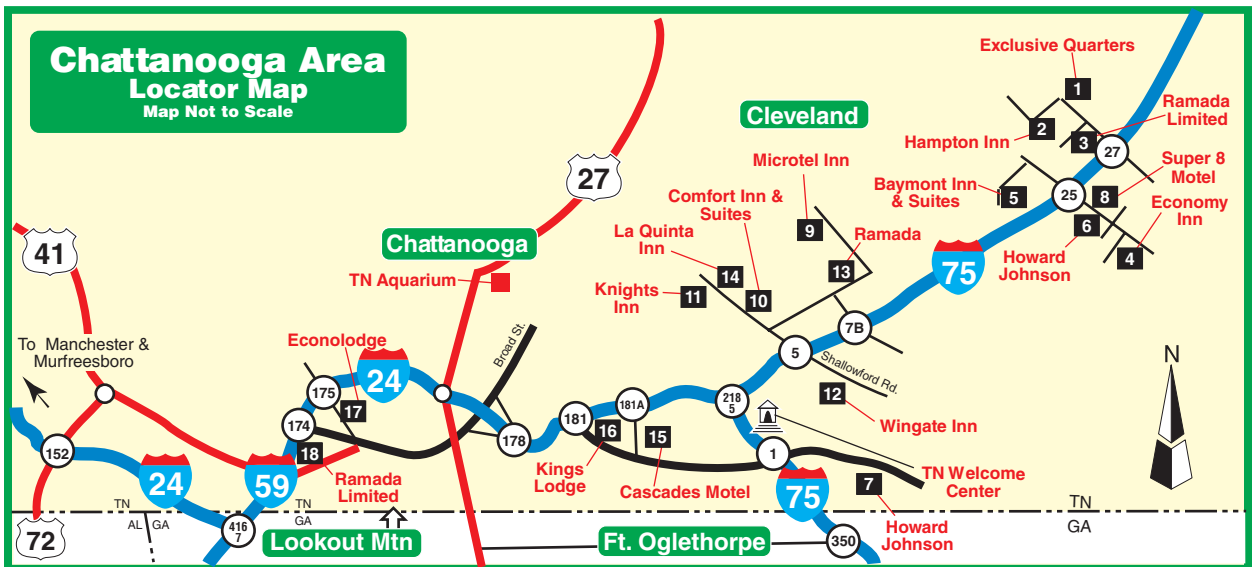 Chattanooga Area
Locator Map
Map Not to Scale
Exclusive Quarters
1
Ramada
Limited
Cleveland
2
Hampton Inn
3
27
Microtel Inn
Super 8
Motel
27
Baymont Inn
& Suites
5
25
8
Economy
Inn
Comfort Inn &
Suites
9
6
La Quinta
Inn
Ramada
Howard
Johnson
4
41
Chattanooga
TN Aquarium
14
13
75
Knights
Inn
11
10
To Manchester &
Murfreesboro
Econolodge
Broad St.
7B
5
Shallowford Rd.
N
24
175
17
174
181
181A
218
5
12
Wingate Inn
152
18
178
16
15
1
24
59
Ramada
Limited
Kings
Lodge
Cascades Motel
75
7
TN Welcome
Center
TN
TN
TN
AL
GA
GA
GA
72
416
7
Lookout Mtn
Ft. Oglethorpe
350
Howard
Johnson